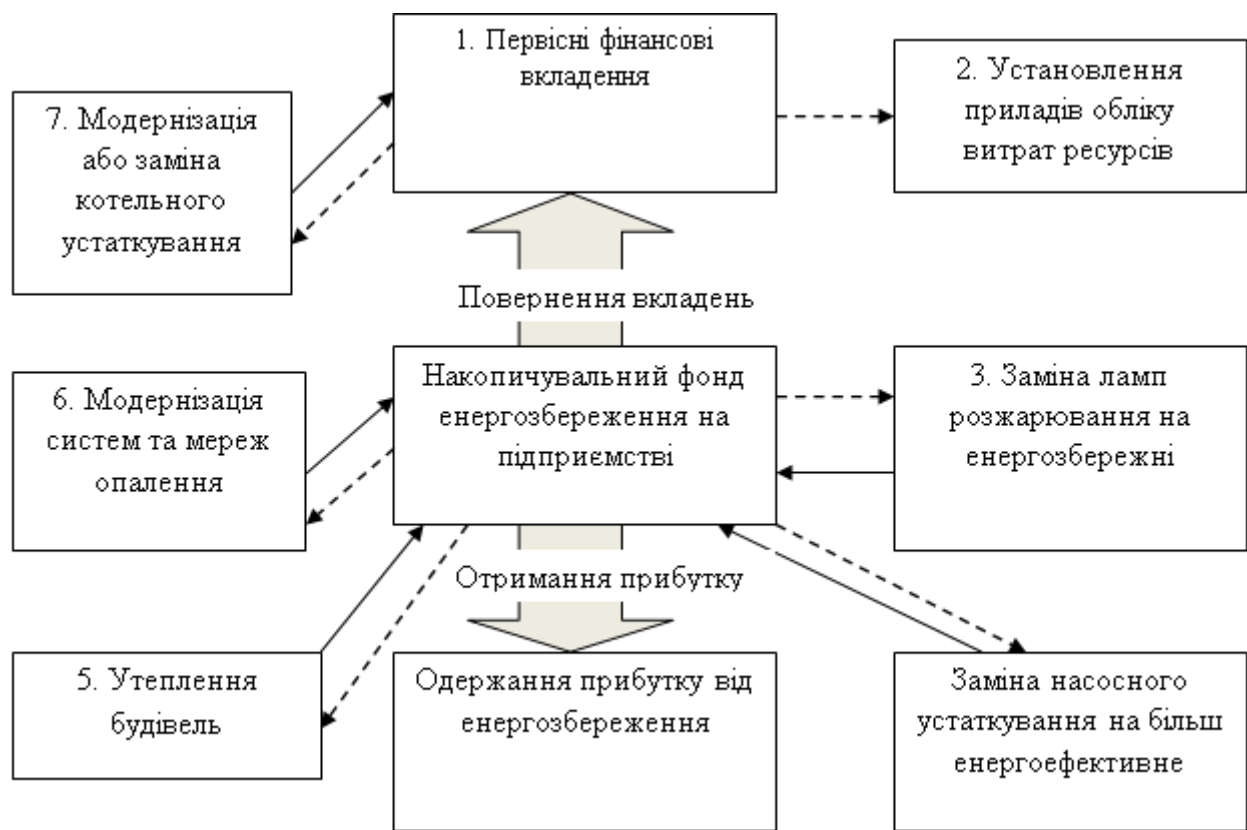 1. Первісні фінансові
вкладення
2. Установлення
приладів обліку
витрат ресурсів
7. Модернізація
або заміна
котельного
устаткування
Повернення вкладень
Накопичувальний фонд
енергозбереження на
підприємстві
3. Заміна ламп
розжарювання на
енергозбережні
6. Модернізація
систем та мереж
опалення
Отримання прибутку
5. Утеплення
будівель
Одержання прибутку від
енергозбереження
Заміна насосного
устаткування на більш
енергоефективне